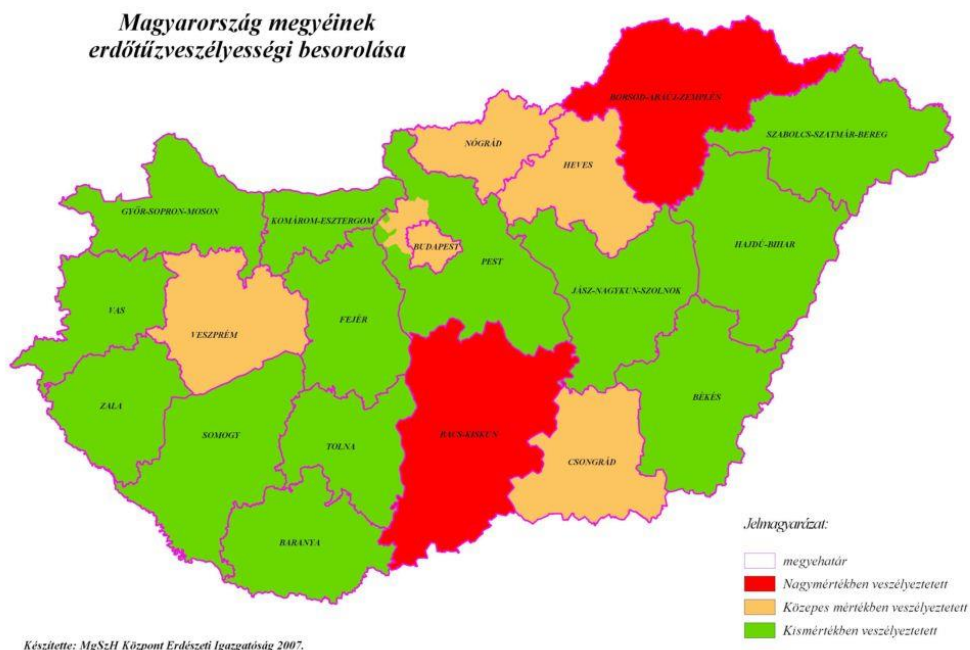 Magyarország megyéinek
erdőtűzveszélyességi besorolása
BORSOD-ABAÚJ-ZEMPLÉN
SZABOLCS-SZATMÁR-BEREG
NÓGRÁD
HEVES
GYŐR-SOPRON-MOSON
KOMÁROM-ESZTERGOM
BUDAPEST
HAJDÚ-BIHAR
PEST
JÁSZ-NAGYKUN-SZOLNOK
VAS
VESZPRÉM
FEJÉR
ZALA
SOMOGY
TOLNA
BÁCS-KISKUN
BÉKÉS
CSONGRÁD
BARANYA
Jelmagyarázat:
megyehatár
Nagymértékben veszélyeztetett
Közepes mértékben veszélyeztetett
Kismértékben veszélyeztetett
Készítette: MgSzH Központ Erdészeti Igazgatóság 2007.